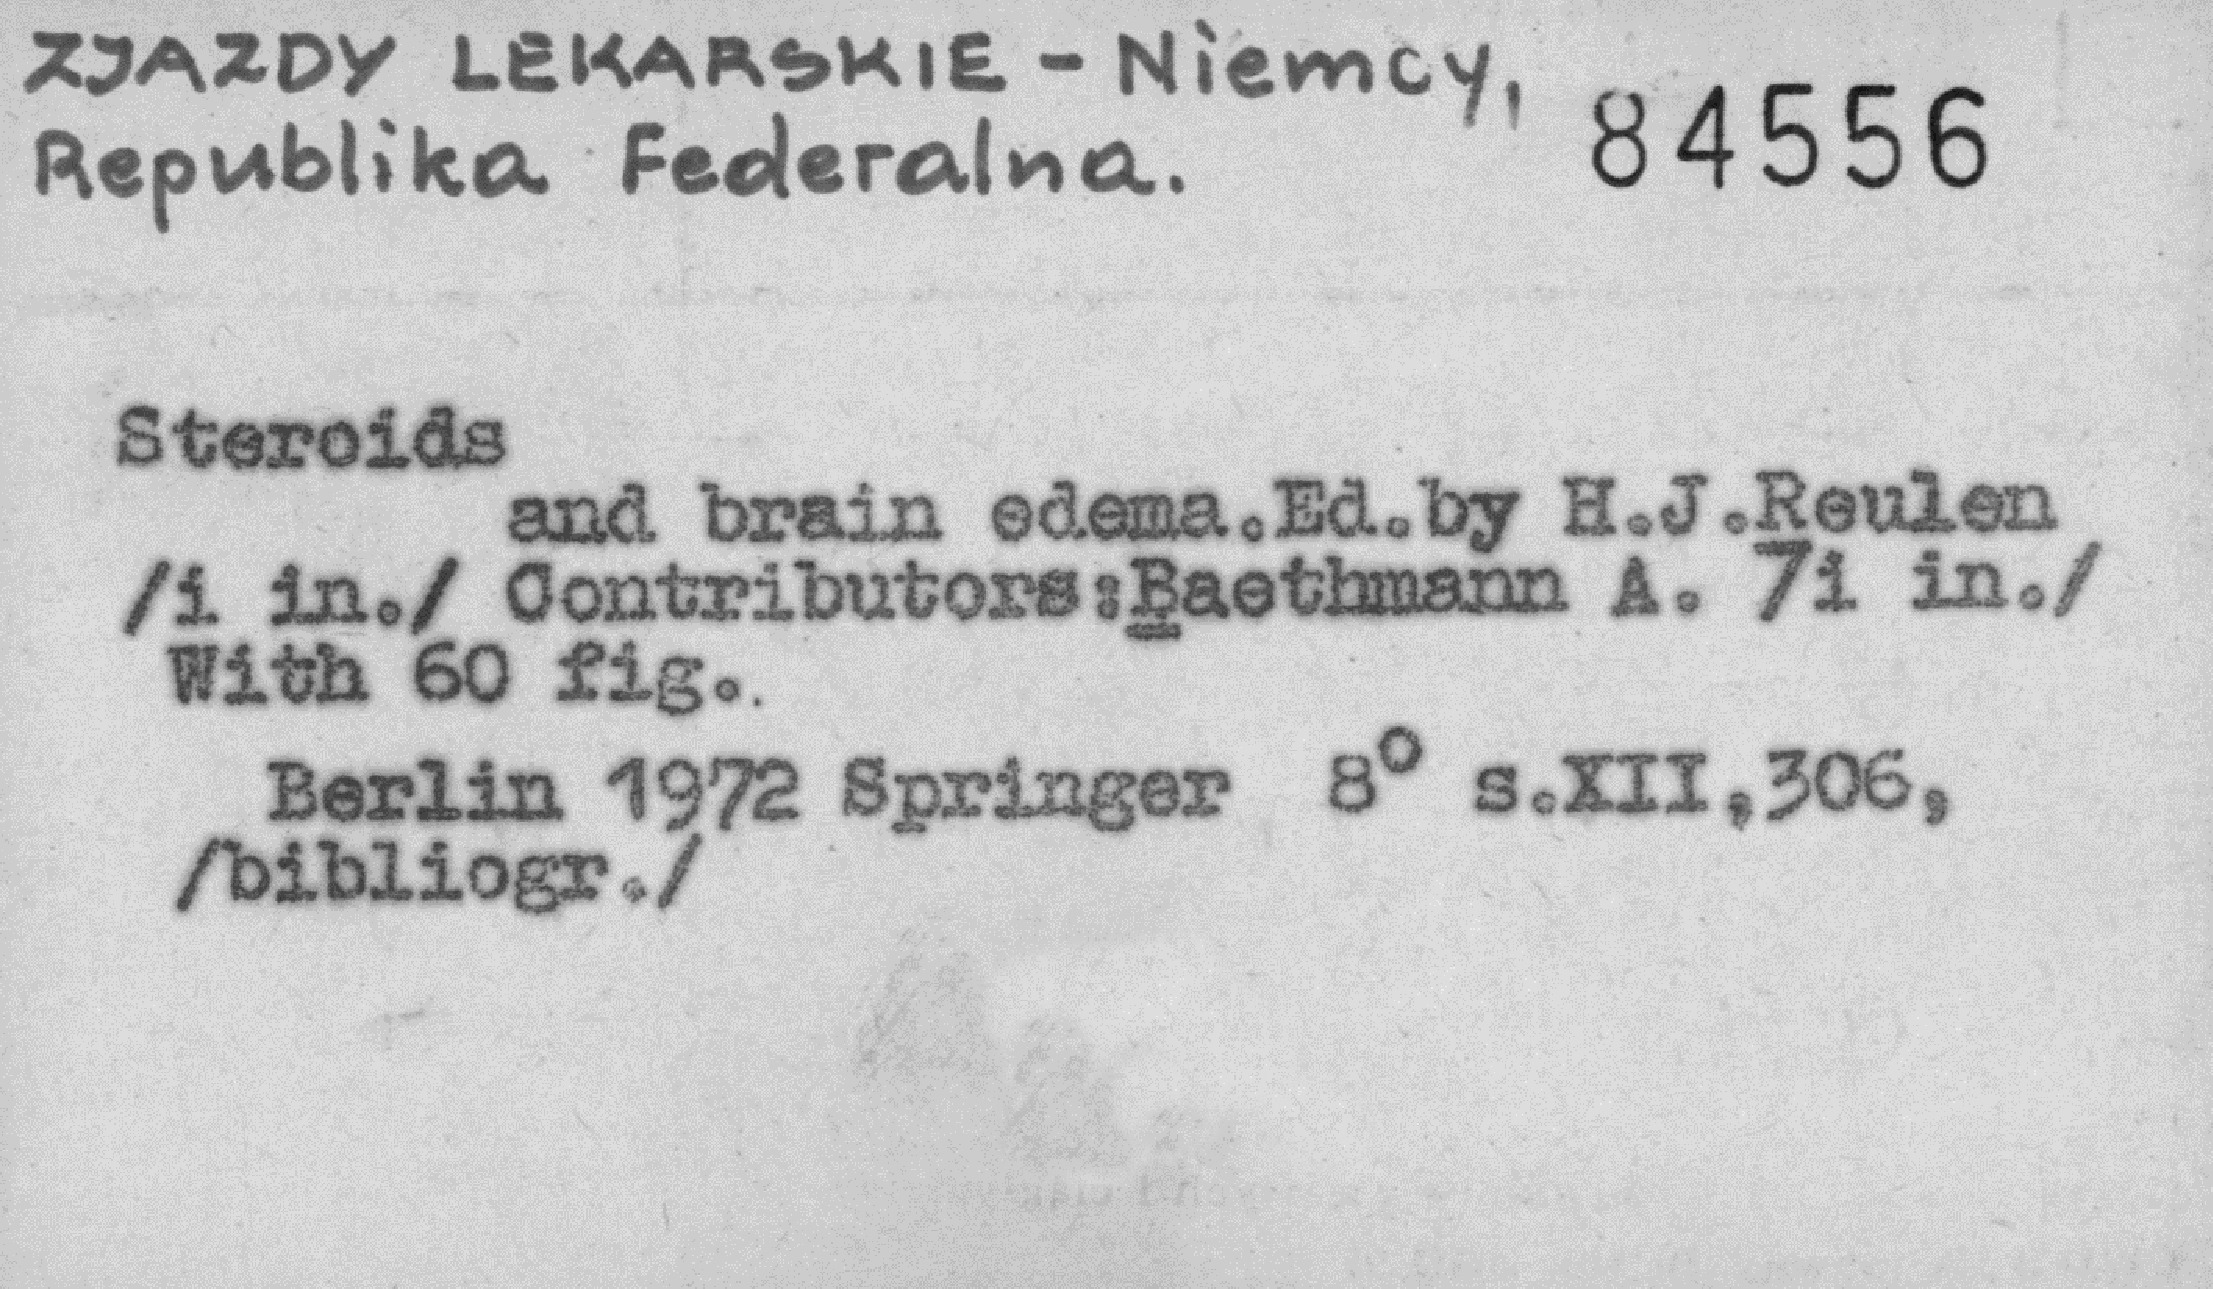 ZJAZDY LEKARSKIE - Niemcy,
Republika Federalna.
84556
Steroids
and brain edema.Ed.by H.J.Reulen
/i in./ Contributors:Baethmann A. /i in./
With 60 fig..
Berlin 1972 Springer 8° s.XII,306,
/bibliogr./